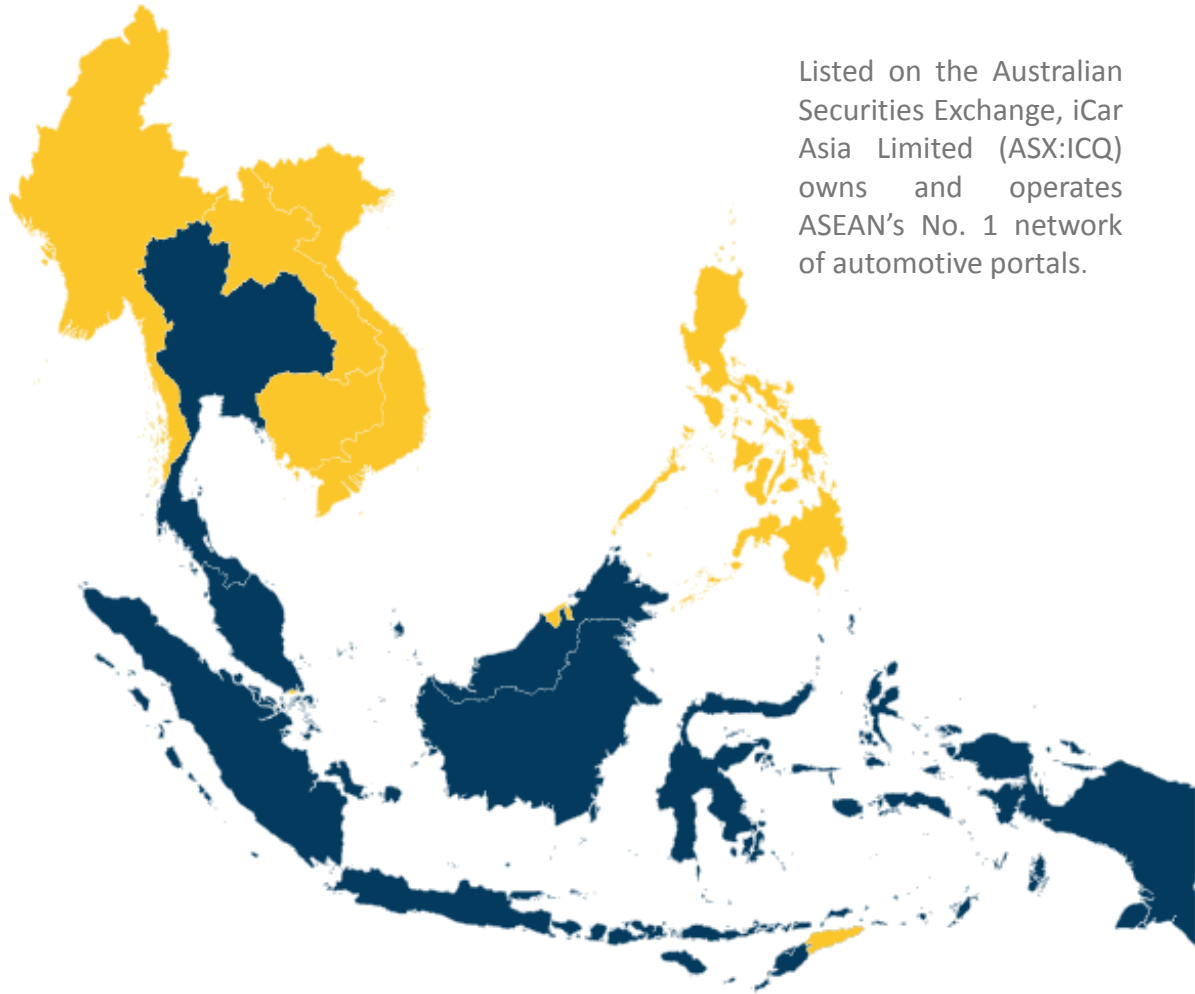 Listed on the Australian
Securities Exchange, iCar
Asia Limited (ASX:ICQ)
owns and operates
ASEAN’s No. 1 network
of automotive portals.